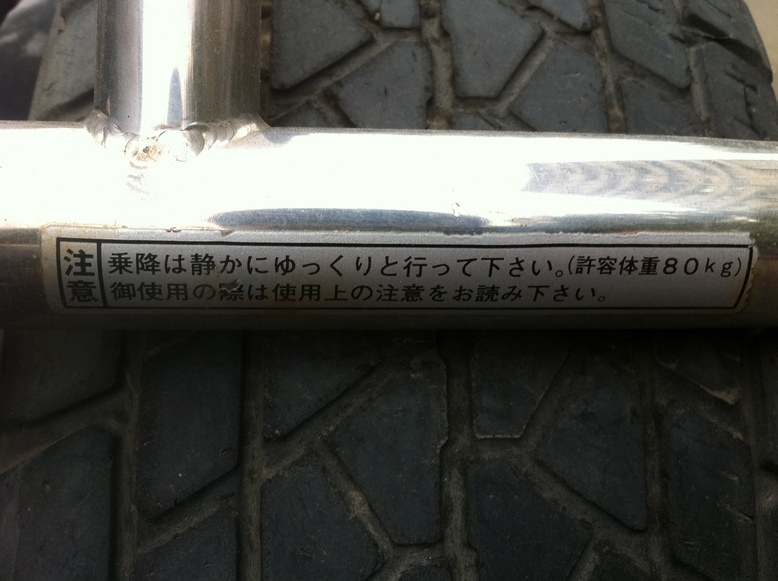 注意
乗降は静かにゆっくりと行って下さい。(許容体重80kg)
御使用の際は使用上の注意をお読み下さい。